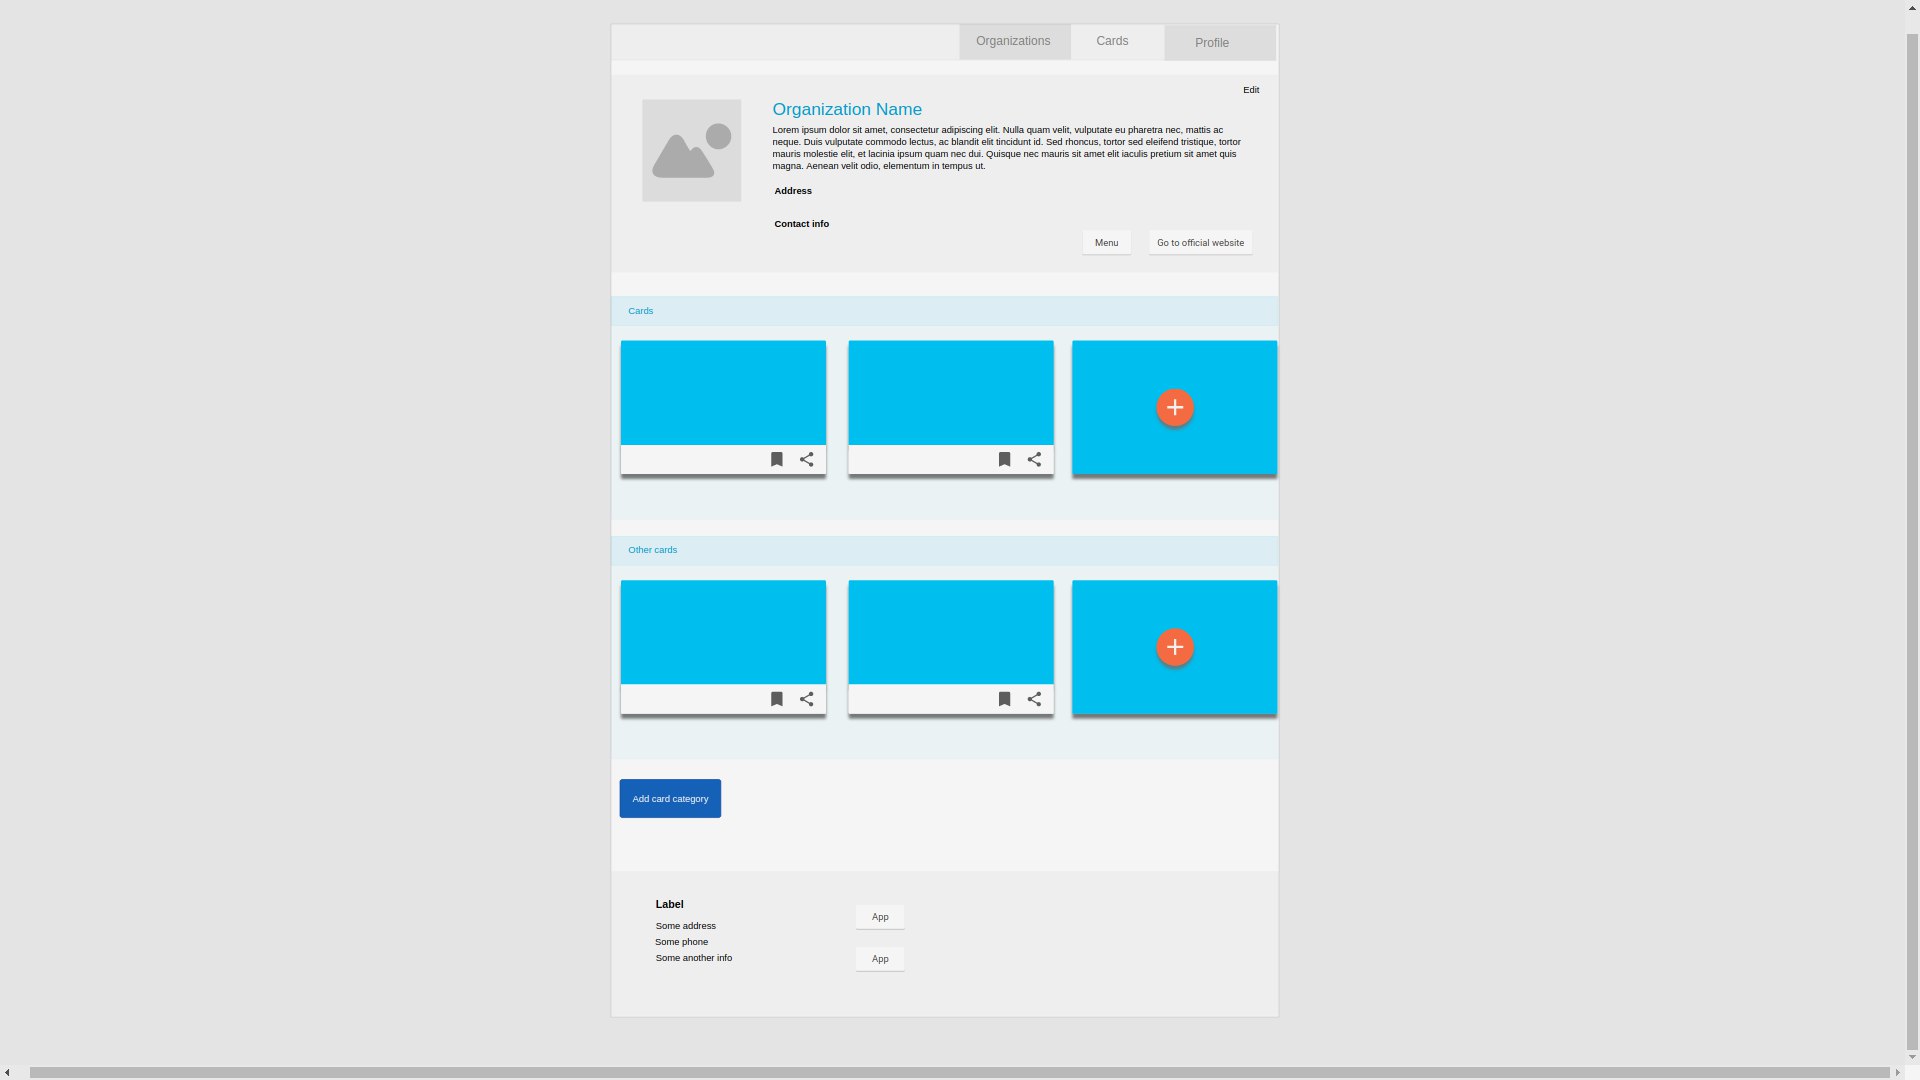 Organizations
Cards
Profile
Edit
Organization Name
Lorem ipsum dolor sit amet, consectetur adipiscing elit. Nulla quam velit, vulputate eu pharetra nec, mattis ac
neque. Duis vulputate commodo lectus, ac blandit elit tincidunt id. Sed rhoncus, tortor sed eleifend tristique, tortor
mauris molestie elit, et lacinia ipsum quam nec dui. Quisque nec mauris sit amet elit iaculis pretium sit amet quis
magna. Aenean velit odio, elementum in tempus ut.
Address
Contact info
Menu
Go to official website
Cards
Other cards
Add card category
Label
Some address
Some phone
Some another info
App
App